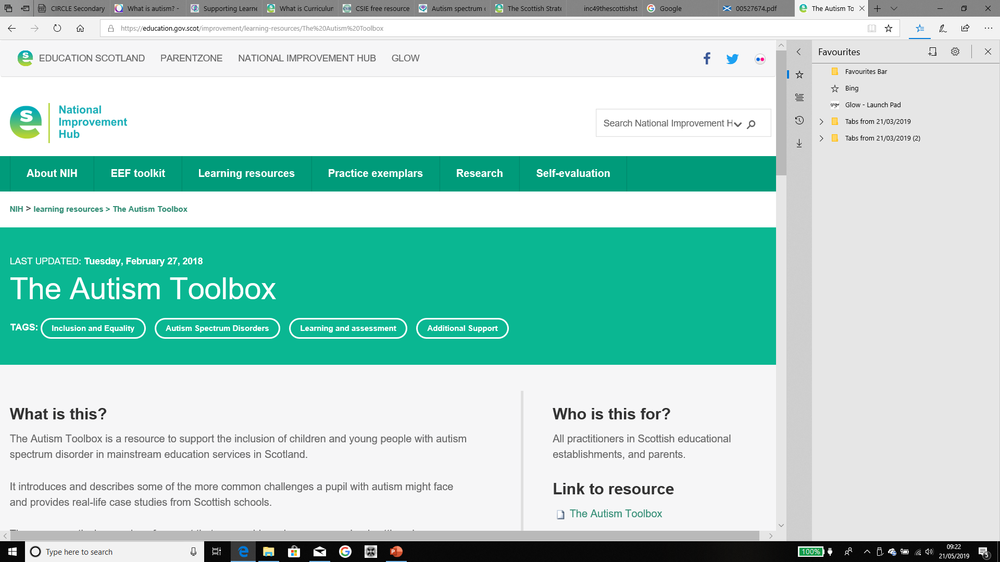 CIRCLE Secondary
What is autism? -
Supporting Learne
What is Curriculun
CSIE free resource
Autism spectrum
The Scottish Strate
inc49thescottishst
Google
00527674.pdf
The Autism To
https://education.gov.scot/improvement/learning-resources/The%20Autism%20Toolbox
EDUCATION SCOTLAND
PARENTZONE
NATIONAL IMPROVEMENT HUB
GLOW
National
Improvement
Hub
Search National Improvement H
About NIH
EEF toolkit
Learning resources
Practice exemplars
Research
Self-evaluation
NIH > learning resources > The Autism Toolbox
LAST UPDATED: Tuesday, February 27, 2018
The Autism Toolbox
TAGS: Inclusion and Equality Autism Spectrum Disorders Learning and assessment Additional Support
What is this?
The Autism Toolbox is a resource to support the inclusion of children and young people with autism
spectrum disorder in mainstream education services in Scotland.
It introduces and describes some of the more common challenges a pupil with autism might face
and provides real-life case studies from Scottish schools.
Who is this for?
All practitioners in Scottish educational
establishments, and parents.
Link to resource
The Autism Toolbox
Favourites
Favourites Bar
Bing
Glow - Launch Pad
Tabs from 21/03/2019
Tabs from 21/03/2019 (2)
Type here to search
100%
09:22
21/05/2019
5